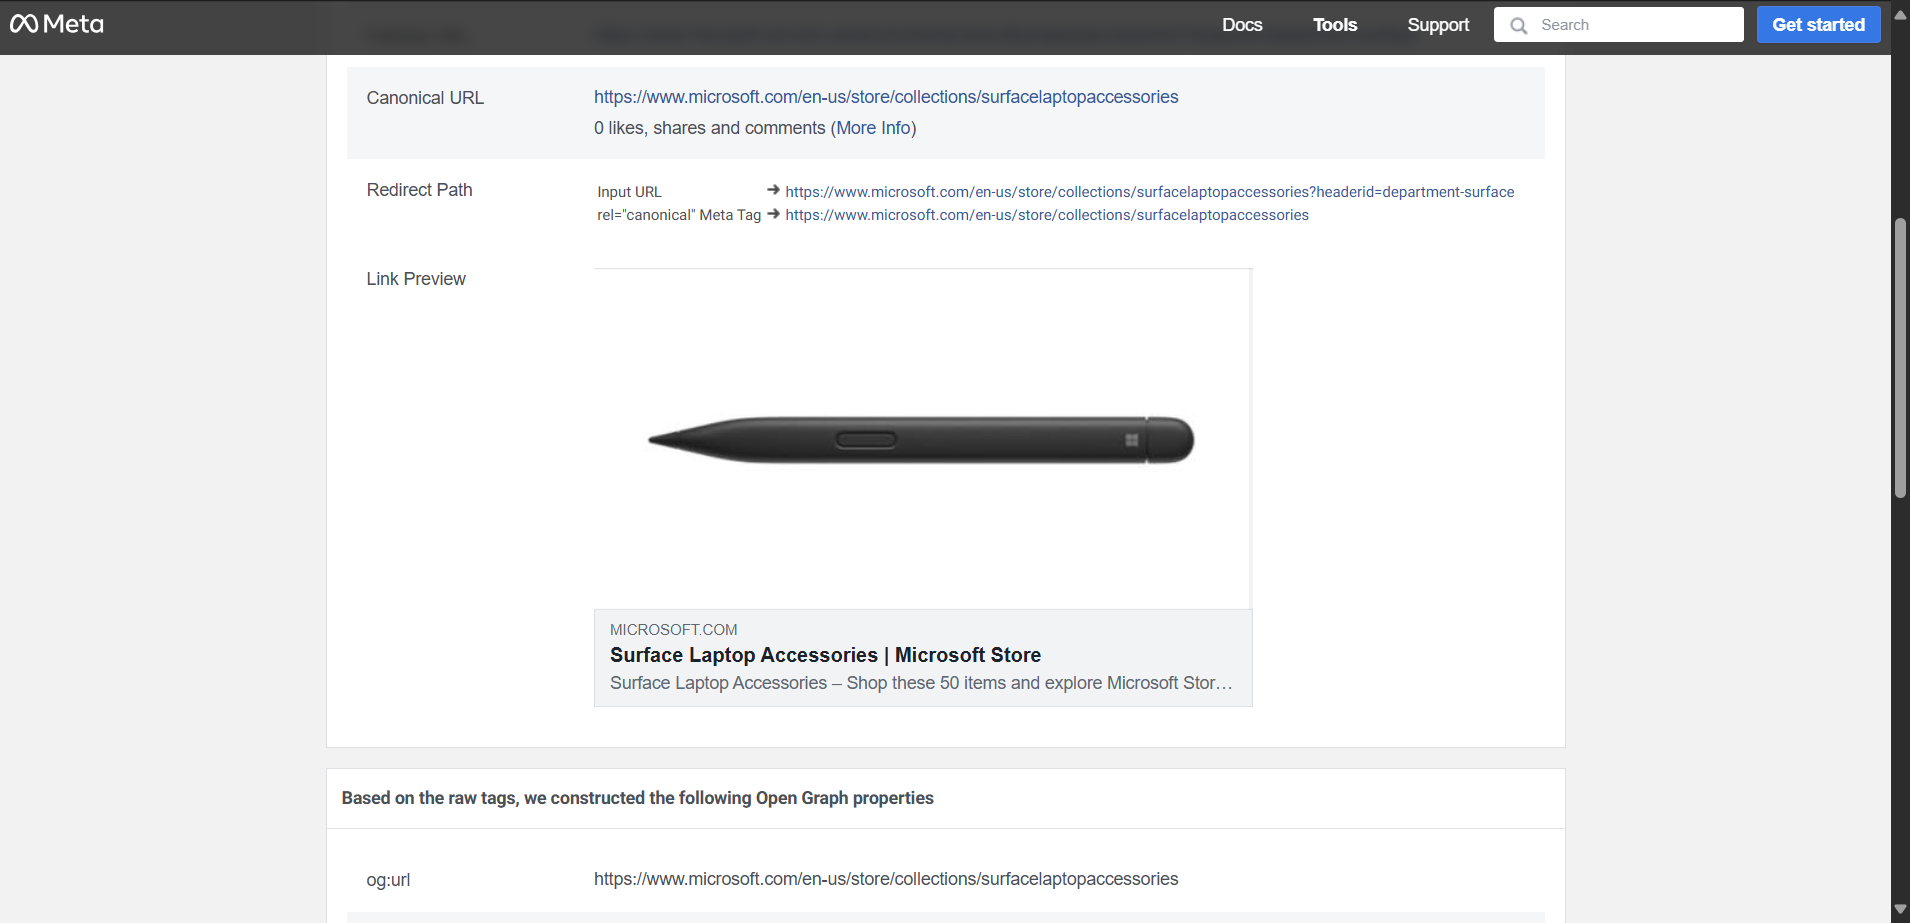 Meta
Docs
Tools
Support
Search
Get started
Canonical URL
https://www.microsoft.com/en-us/store/collections/surfacelaptopaccessories
0 likes, shares and comments (More Info)
Redirect Path
Input URL → https://www.microsoft.com/en-us/store/collections/surfacelaptopaccessories?headerid=department-surface
rel="canonical" Meta Tag → https://www.microsoft.com/en-us/store/collections/surfacelaptopaccessories
Link Preview
MICROSOFT.COM
Surface Laptop Accessories | Microsoft Store
Surface Laptop Accessories – Shop these 50 items and explore Microsoft Stor…
Based on the raw tags, we constructed the following Open Graph properties
og:url
https://www.microsoft.com/en-us/store/collections/surfacelaptopaccessories